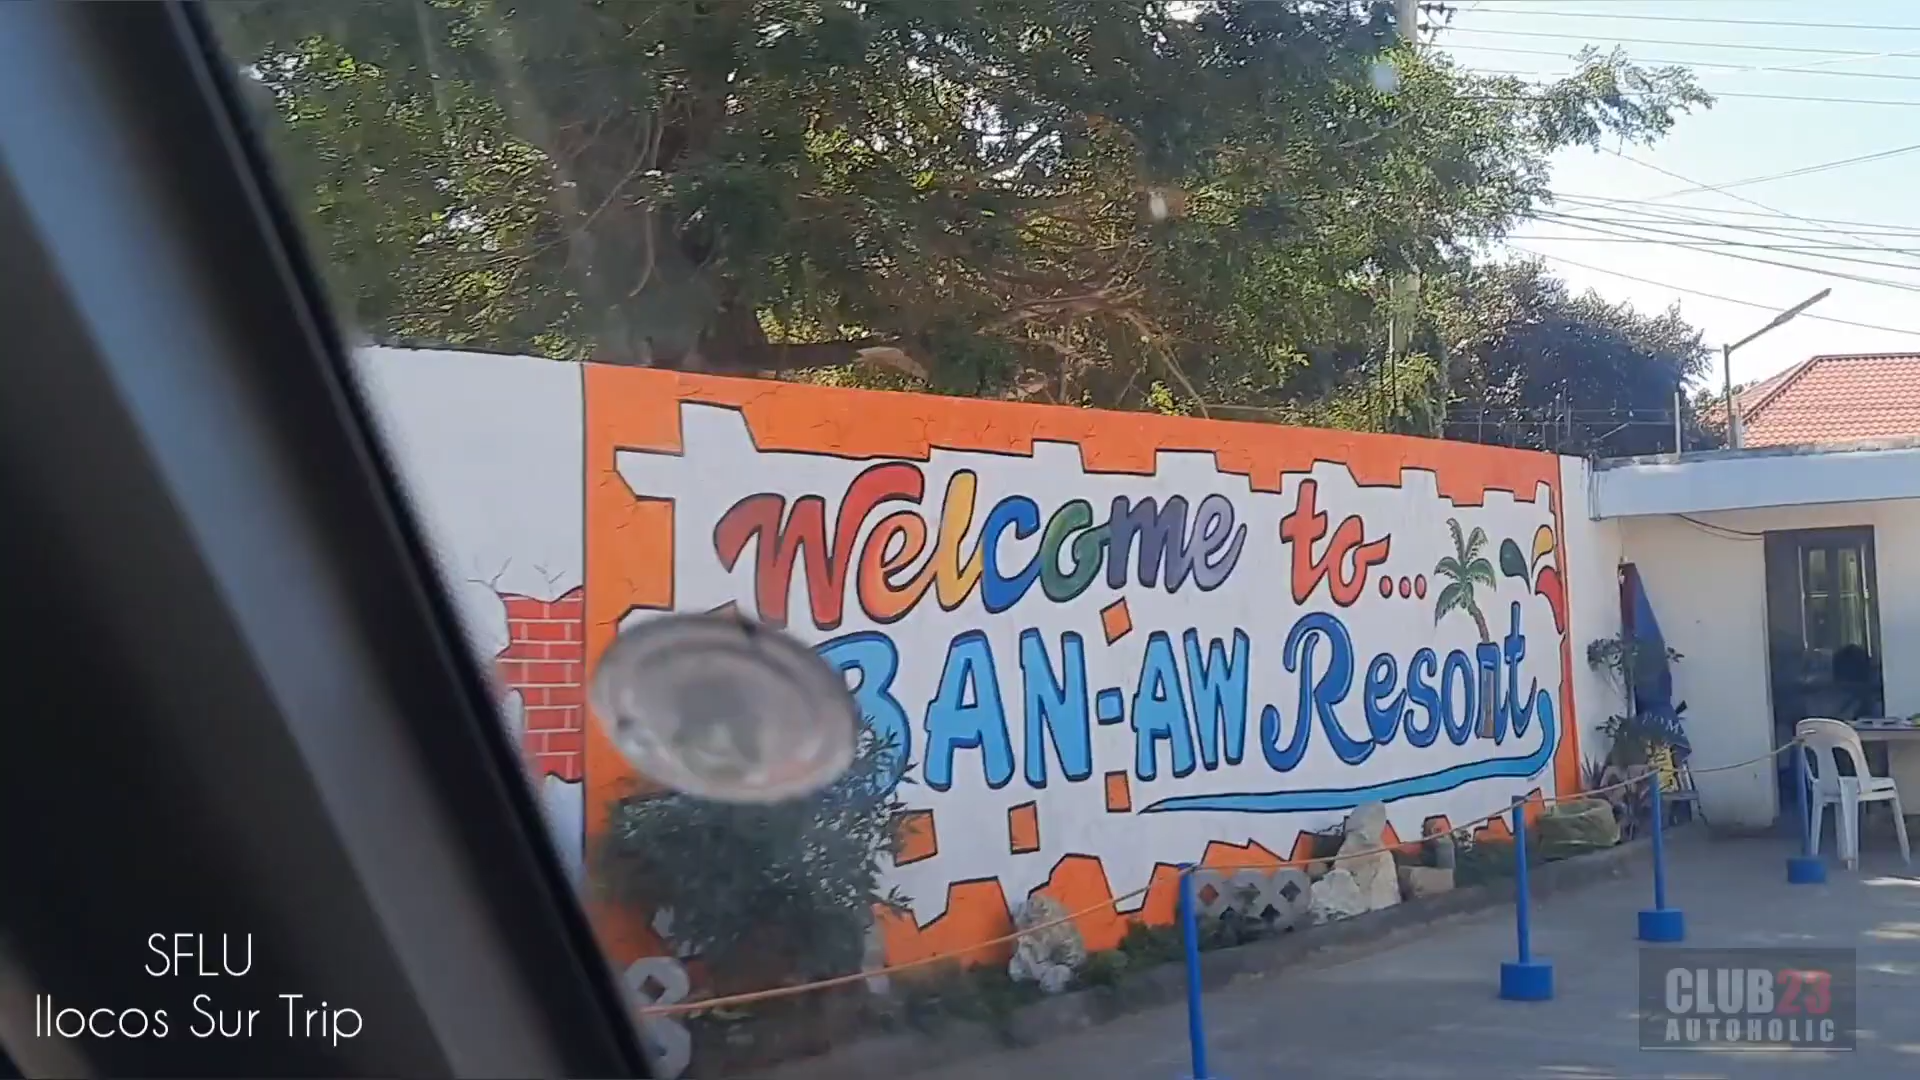 Welcome to...
BAN-AW Resort
SFLU
Ilocos Sur Trip
CLUB23
AUTOHOLIC